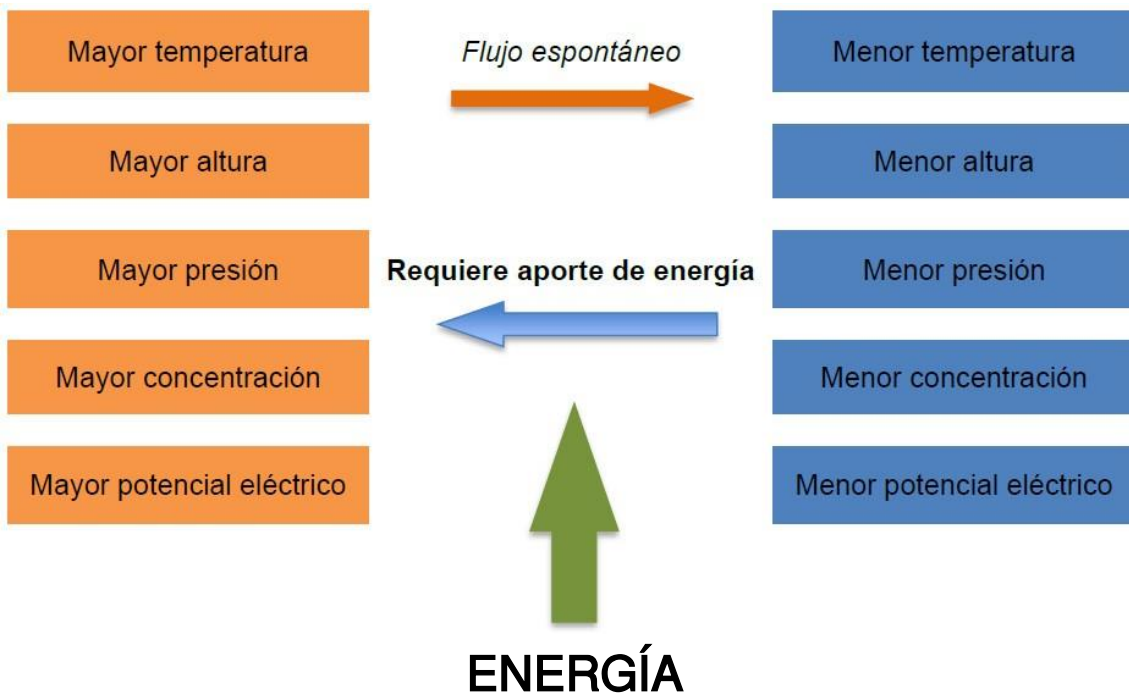 Mayor temperatura
Flujo espontáneo
Menor temperatura
Mayor altura
Menor altura
Mayor presión
Requiere aporte de energía
Menor presión
Mayor concentración
Menor concentración
Mayor potencial eléctrico
Menor potencial eléctrico
ENERGÍA